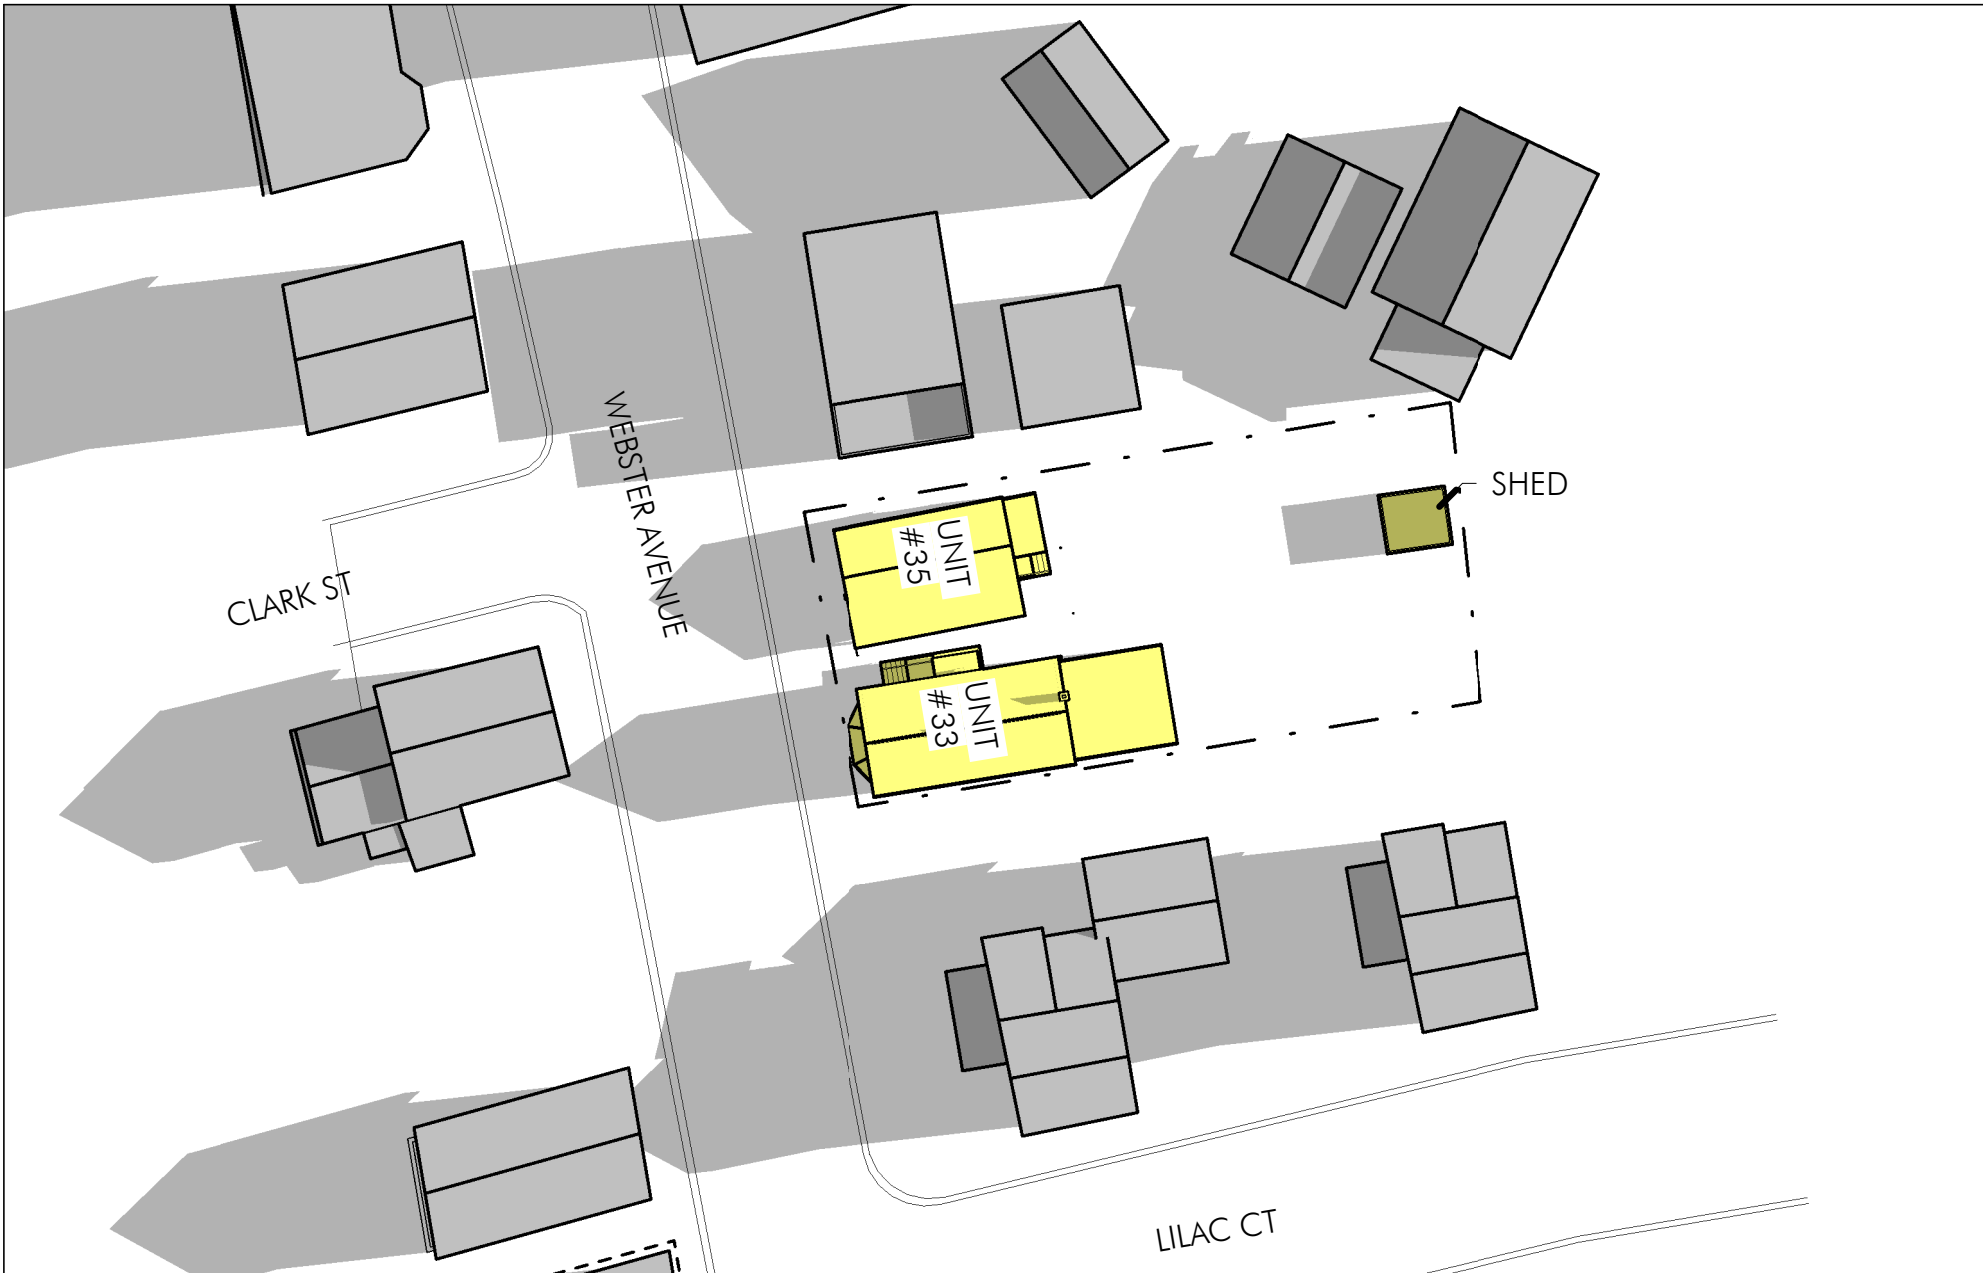 WEBSTER AVENUE
SHED
UNIT
#35
CLARK ST
UNIT
#33
LILAC CT